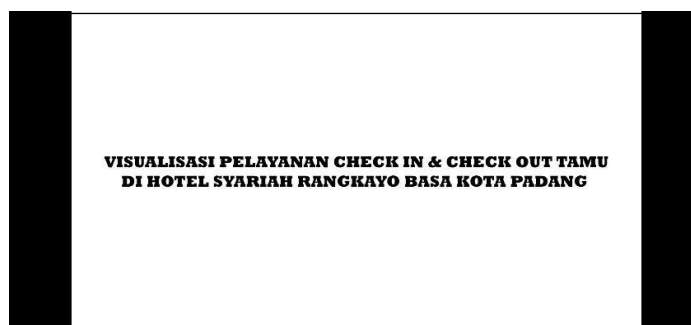 VISUALISASI PELAYANAN CHECK IN & CHECK OUT TAMU
DI HOTEL SYARIAH RANGKAYO BASA KOTA PADANG